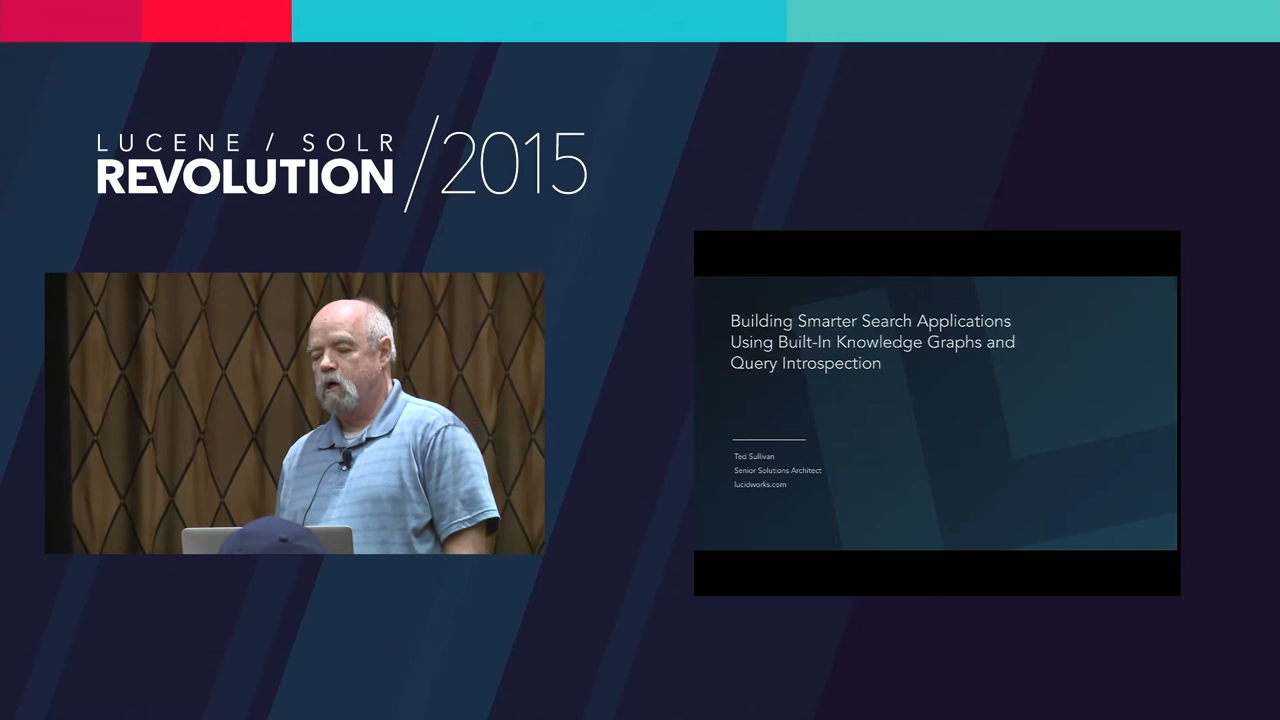 LUCENE / SOLR
REVOLUTION /2015
Building Smarter Search Applications
Using Built-In Knowledge Graphs and
Query Introspection
Ted Sullivan
Senior Solutions Architect
lucidworks.com